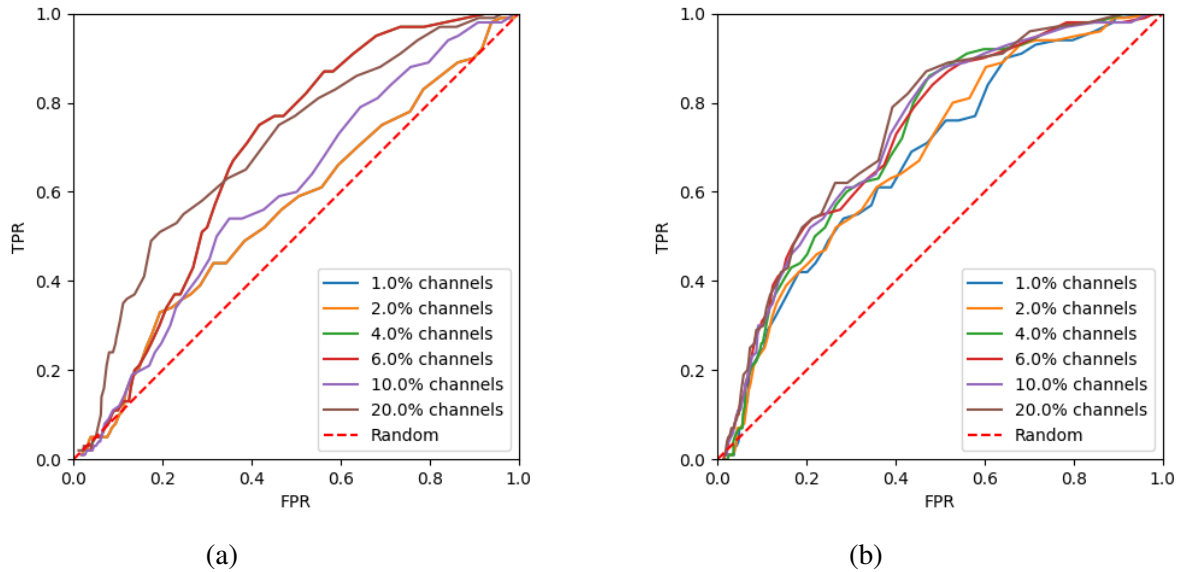 1.0
0.8
0.6
0.4
0.2
0.0
TPR
0.0 0.2 0.4 0.6 0.8 1.0
FPR
1.0% channels
2.0% channels
4.0% channels
6.0% channels
10.0% channels
20.0% channels
Random
(a)
1.0
0.8
0.6
0.4
0.2
0.0
TPR
0.0 0.2 0.4 0.6 0.8 1.0
FPR
1.0% channels
2.0% channels
4.0% channels
6.0% channels
10.0% channels
20.0% channels
Random
(b)